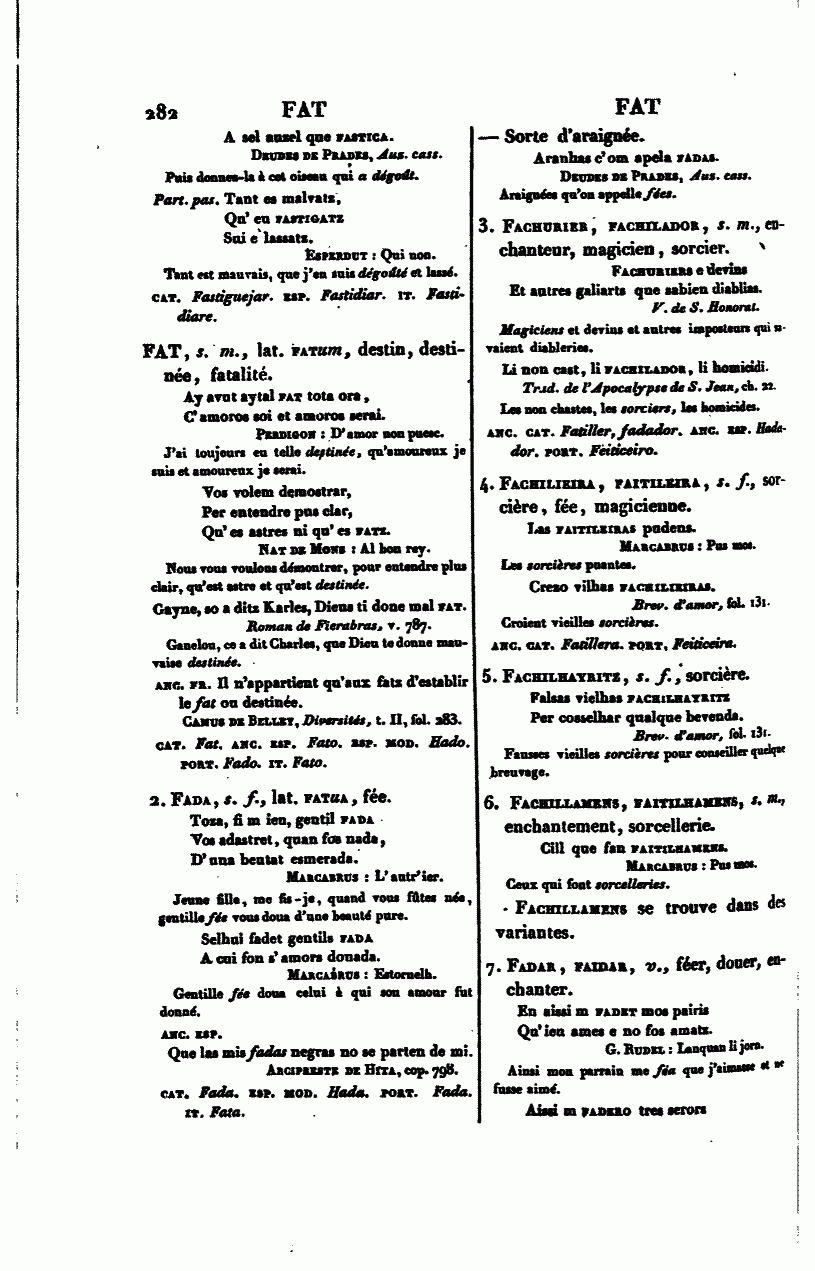 282 FAT FAT
A sel ausel que FASTICA.
DEUDES DE PRADES, Aus. cass.
Puis donnes-la à cet oiseau qui a dégoût.
Part. pas. Tant es malvatz,
Qu' en FASTIGATZ
Sui e lassatz.
ESPERDUT : Qui non.
Tant est mauvais, que j'en suis dégoûté et lassé.
CAT. Fastiguejar. ESP. Fastidiar. IT. Fasti-
diare.
FAT, s. m., lat. FATum, destin, desti-
née, fatalité.
Ay avut aytal FAT tota ora,
C'amoros soi et amoros serai.
PERDIGON : D'amor non puesc.
J'ai toujours eu telle destinée, qu'amoureux je
suis et amoureux je serai.
Vos volem demostrar,
Per entendre pus clar,
Qu' es astres ni qu' es FATZ.
NAT DE MONS : Al bon rey.
Nous vous voulons démontrer, pour entendre plus
clair, qu'est astre et qu'est destinée.
Gayne, so a ditz Karles, Dieus ti done mal FAT.
Roman de Fierabras, v. 787.
Ganelon, ce a dit Charles, que Dieu te donne mau-
vaise destinée.
ANC. FR. Il n'appartient qu'aux fatz d'establir
le fat ou destinée.
CAMUS DE BELLEY, Diversités, t. II, fol. 283.
CAT. Fat. ANC. ESP. Fato. ESP. MOD. Hado.
PORT. Fado. IT. Fato.
2. FADA, s. f., lat. FATUA, fée.
Toza, fi m ieu, gentil FADA
Vos adastret, quan fos nada,
D'una beutat esmerada.
MARCABRUS : L'autr'ier.
Jeune fille, me fis-je, quand vous fûtes née,
gentille fée vous doua d'une beauté pure.
Selhui fadet gentils FADA
A cui fon s'amors donada.
MARCABRUS : Estornelh.
Gentille fée doua celui à qui son amour fut
donné.
ANC. ESP.
Que las mis fadas negras no se parten de mi.
ARCIPRESTE DE HITA, cop. 798.
CAT. Fada. ESP. MOD. Hada. PORT. Fada.
IT. Fata.
— Sorte d'araignée.
Aranhas c'om apela FADAS.
DEUDES DE PRADES, Aus. cass.
Araignées qu'on appelle fées.
3. FACHURIER, FACHILADOR, s. m., en-
chanteur, magicien, sorcier.
FACHURIERS e devins
Et autres galiarts que sabien diablias.
V. de S. Honorat.
Magiciens et devins et autres imposteurs qui sa-
vaient diableries.
Li non cast, li FACHILADOR, li homicidi.
Trad. de l'Apocalypse de S. Jean, ch. 22.
Les non chastes, les sorciers, les homicides.
ANC. CAT. Fatiller, fadador. ANC. ESP. Hada-
dor. PORT. Feiticeiro.
4. FACHILIEIRA, FAITILEIRA, s. f., sor-
cière, fée, magicienne.
Las FAITILEIRAS pudens.
MARCABRUS : Pus mos.
Les sorcières puantes.
Crezo vilhas FACHILIEIRAS.
Brev. d'amor, fol. 131.
Croient vieilles sorcières.
ANC. CAT. Fatillera. PORT. Feiticeira.
5. FACHILHAYRITZ, s. f., sorcière.
Falsas vielhas FACHILHAYRITZ
Per cosselhar qualque bevenda.
Brev. d'amor, fol. 131.
Fausses vieilles sorcières pour conseiller quelque
breuvage.
6. FACHILLAMENS, FAITILHAMENS, s. m.,
enchantement, sorcellerie.
Cill que fan FAITILHAMENS.
MARCABRUS : Pus mos.
Ceux qui font sorcelleries.
FACHILLAMENS se trouve dans des
variantes.
7. FADAR, FAIDAR, v., féer, douer, en-
chanter.
En aissi m FADET mos pairis
Qu'ieu ames e no fos amatz.
G. RUDEL : Lanquan li jorn.
Ainsi mon parrain me féa que j'aimasse et ne
fusse aimé.
Aissi m FADERO tres serors